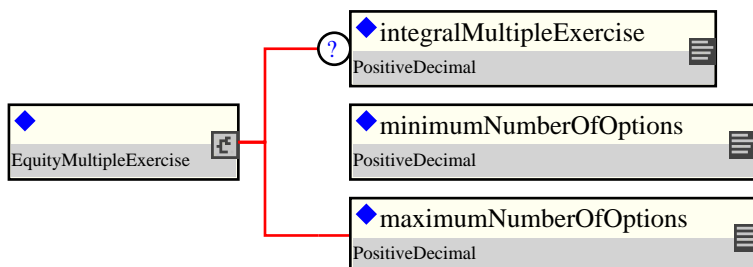 integralMultipleExercise
?
PositiveDecimal
minimumNumberOfOptions
EquityMultipleExercise
PositiveDecimal
maximumNumberOfOptions
PositiveDecimal